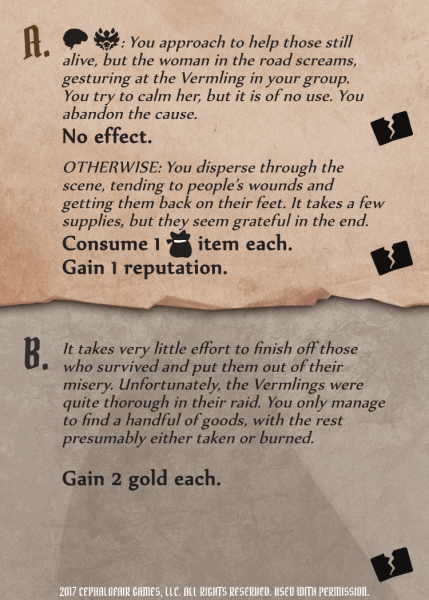 A. : You approach to help those still
alive, but the woman in the road screams,
gesturing at the Vermling in your group.
You try to calm her, but it is of no use. You
abandon the cause.
No effect.
OTHERWISE: You disperse through the
scene, tending to people's wounds and
getting them back on their feet. It takes a few
supplies, but they seem grateful in the end.
Consume 1 item each.
Gain 1 reputation.
B. It takes very little effort to finish off those
who survived and put them out of their
misery. Unfortunately, the Vermlings were
quite thorough in their raid. You only manage
to find a handful of goods, with the rest
presumably either taken or burned.
Gain 2 gold each.
2017 CEPHALOFAIR GAMES, LLC. ALL RIGHTS RESERVED. USED WITH PERMISSION.